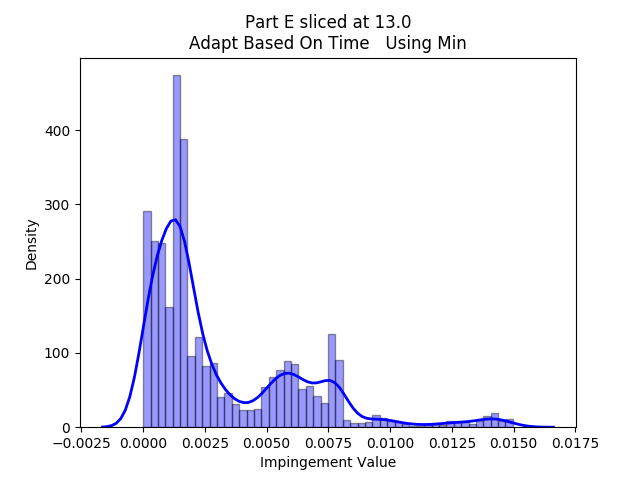 Part E sliced at 13.0
Adapt Based On Time   Using Min
Density
400
300
200
100
0
−0.0025 0.0000 0.0025 0.0050 0.0075 0.0100 0.0125 0.0150 0.0175
Impingement Value